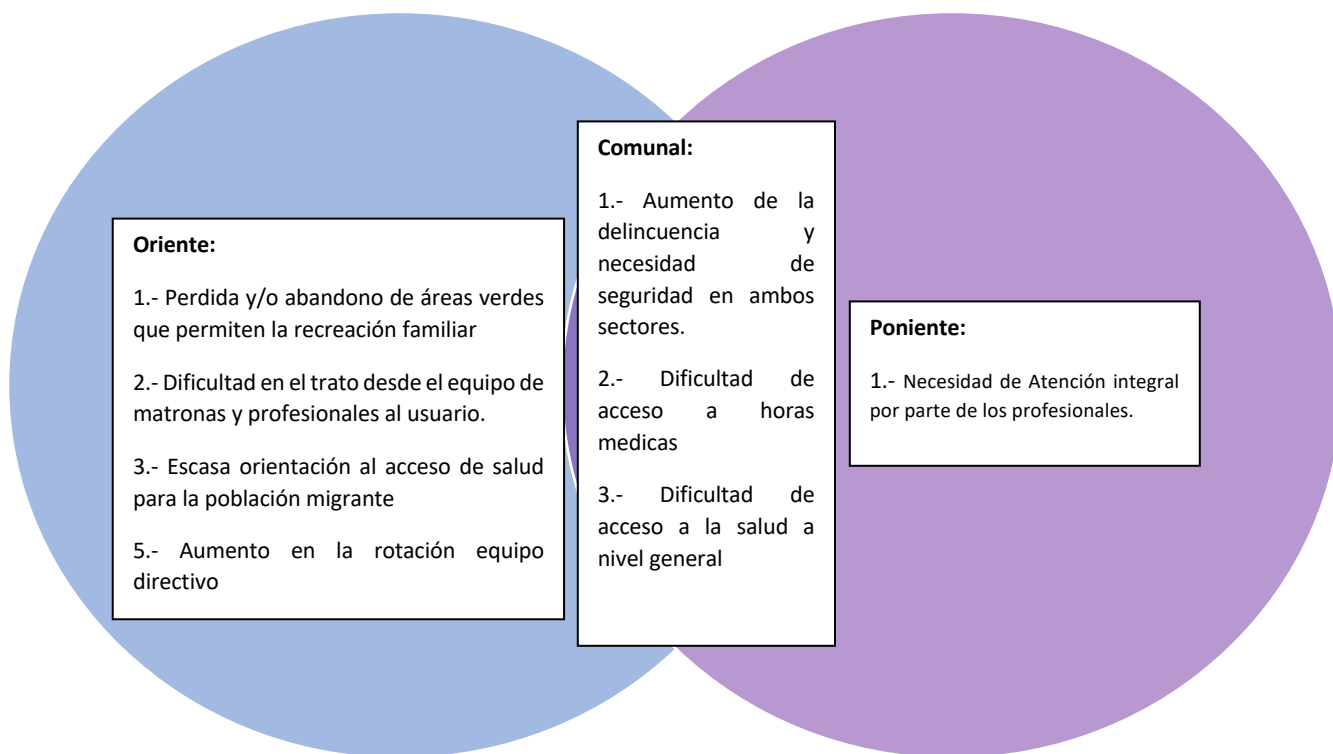 Oriente:
1.- Perdida y/o abandono de áreas verdes
que permiten la recreación familiar
2.- Dificultad en el trato desde el equipo de
matronas y profesionales al usuario.
3.- Escasa orientación al acceso de salud
para la población migrante
5.- Aumento en la rotación equipo
directivo
Comunal:
1.- Aumento de la
delincuencia y
necesidad de
seguridad en ambos
sectores.
2.- Dificultad de
acceso a horas
medicas
3.- Dificultad de
acceso a la salud a
nivel general
Poniente:
1.- Necesidad de Atención integral
por parte de los profesionales.